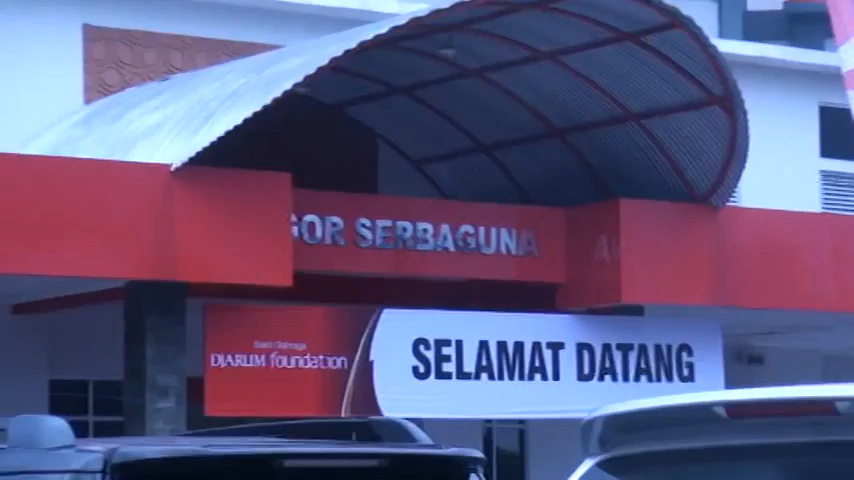 GOR SERBAGUNA
Bakti Olahraga
DJARUM foundation
SELAMAT DATANG